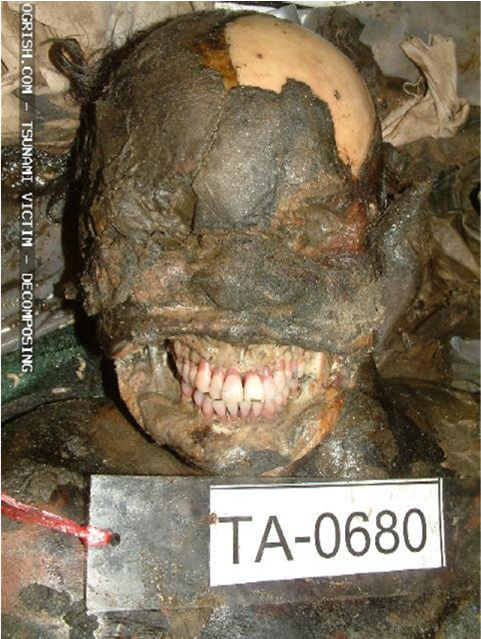 OGRISH.COM - TSUNAMI VICTIM - DECOMPOSING
TA-0680